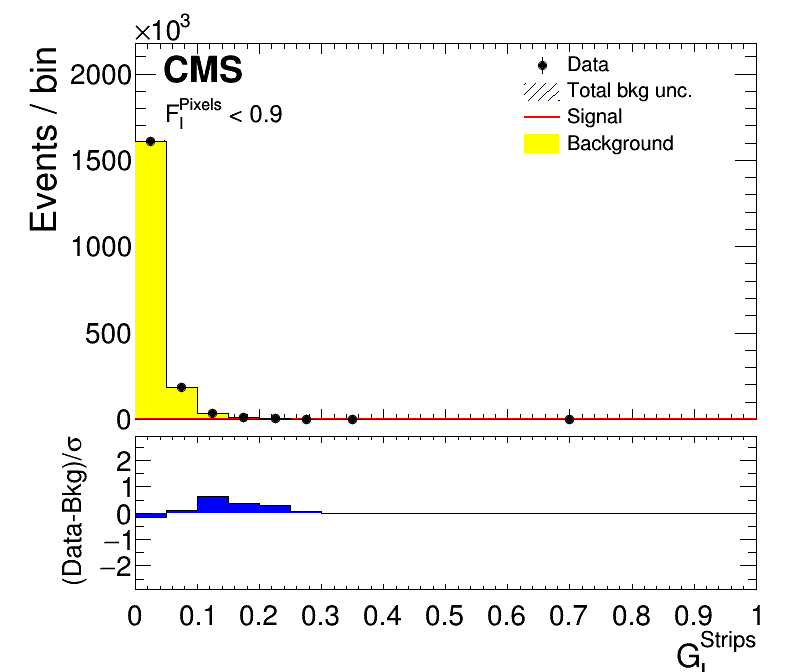 ×10³
Events / bin
2000
1500
1000
500
0
CMS
F_I^Pixels < 0.9
Data
Total bkg unc.
Signal
Background
(Data-Bkg)/σ
2
1
0
−1
−2
0 0.1 0.2 0.3 0.4 0.5 0.6 0.7 0.8 0.9 1
G_I^Strips